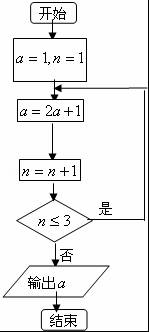 开始
a = 1, n = 1
a = 2a + 1
n = n + 1
n ≤ 3
是
否
输出a
结束